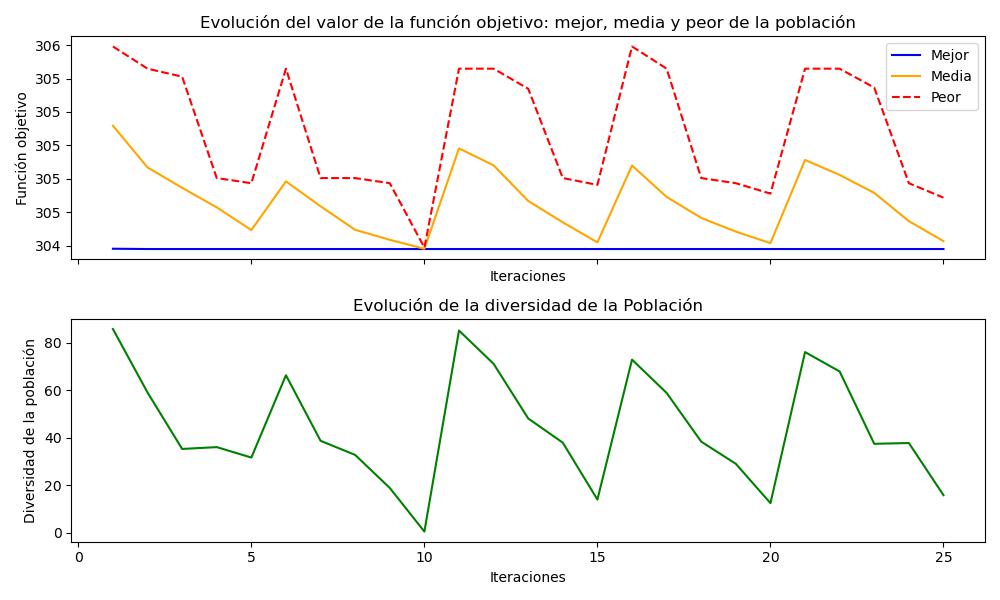 Evolución del valor de la función objetivo: mejor, media y peor de la población
306
305
305
305
305
305
304
Función objetivo
Mejor
Media
Peor
Iteraciones
Evolución de la diversidad de la Población
80
60
40
20
0
Diversidad de la población
0 5 10 15 20 25
Iteraciones